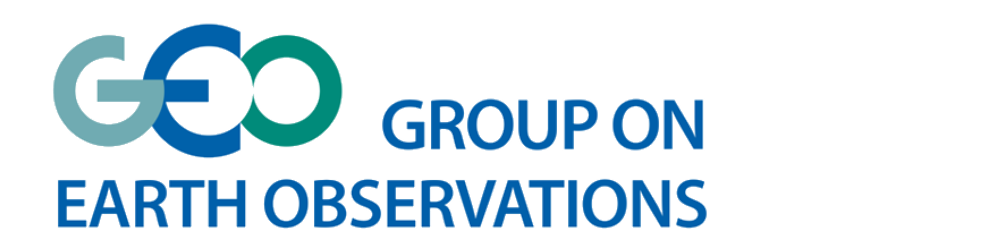 GEO GROUP ON
EARTH OBSERVATIONS